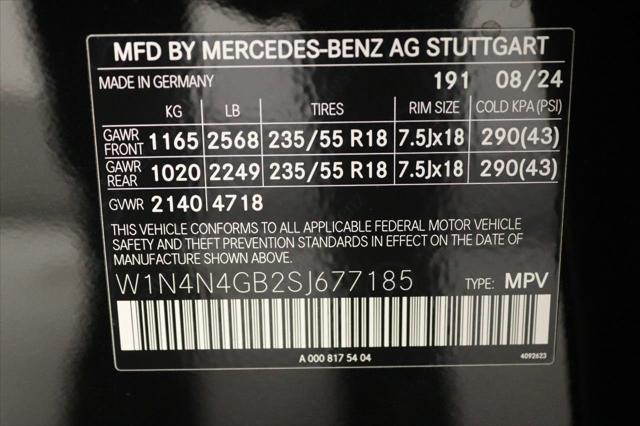 MFD BY MERCEDES-BENZ AG STUTTGART
MADE IN GERMANY 191 08/24
KG LB TIRES RIM SIZE COLD KPA (PSI)
GAWR FRONT 1165 2568 235/55 R18 7.5Jx18 290(43)
GAWR REAR 1020 2249 235/55 R18 7.5Jx18 290(43)
GVWR 2140 4718
THIS VEHICLE CONFORMS TO ALL APPLICABLE FEDERAL MOTOR VEHICLE
SAFETY AND THEFT PREVENTION STANDARDS IN EFFECT ON THE DATE
OF MANUFACTURE SHOWN ABOVE.
W1N4N4GB2SJ677185 TYPE: MPV
A 000 817 54 04 4092623